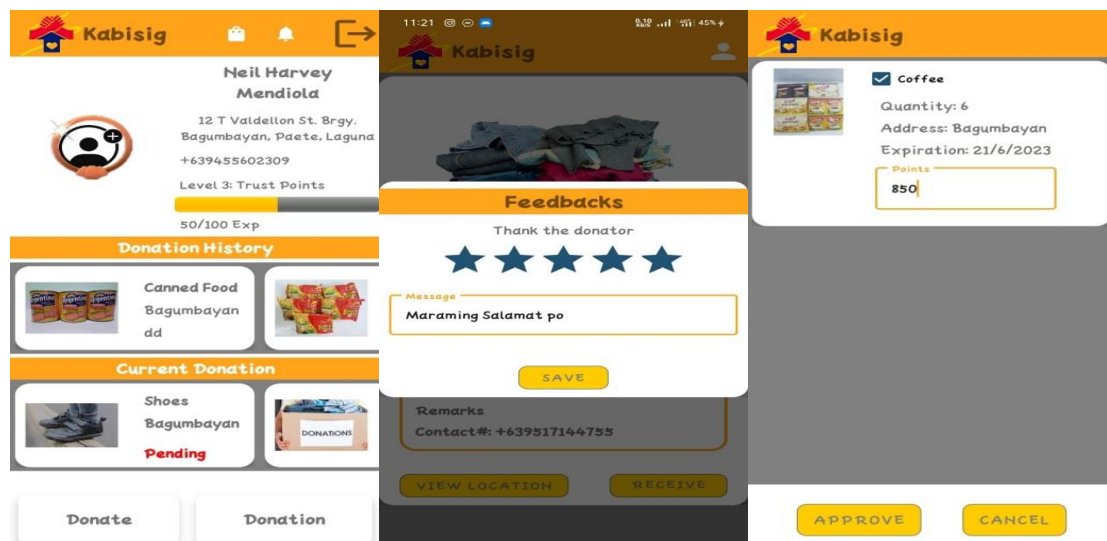 Kabisig
Neil Harvey
Mendiola
12 T Valdellon St. Brgy.
Bagumbayan, Paete, Laguna
+639455602309
Level 3: Trust Points
50/100 Exp
Donation History
Canned Food
Bagumbayan
dd
Current Donation
Shoes
Bagumbayan
Pending
DONATIONS
Donate
Donation
11:21
45%
Kabisig
Feedbacks
Thank the donator
Message
Maraming Salamat po
SAVE
Remarks
Contact#: +639517144755
VIEW LOCATION
RECEIVE
Kabisig
Coffee
Quantity: 6
Address: Bagumbayan
Expiration: 21/6/2023
Points
850
APPROVE
CANCEL